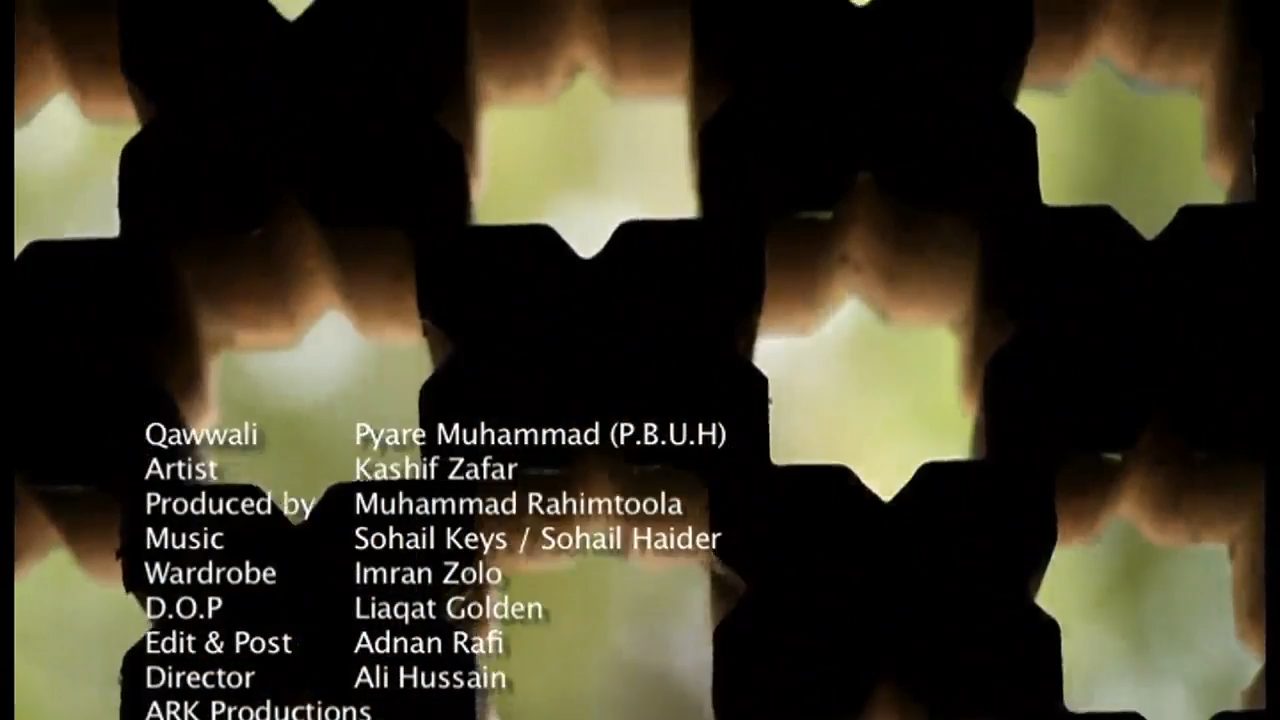 Qawwali Pyare Muhammad (P.B.U.H)
Artist Kashif Zafar
Produced by Muhammad Rahimtoola
Music Sohail Keys / Sohail Haider
Wardrobe Imran Zolo
D.O.P Liaqat Golden
Edit & Post Adnan Rafi
Director Ali Hussain
ARK Productions